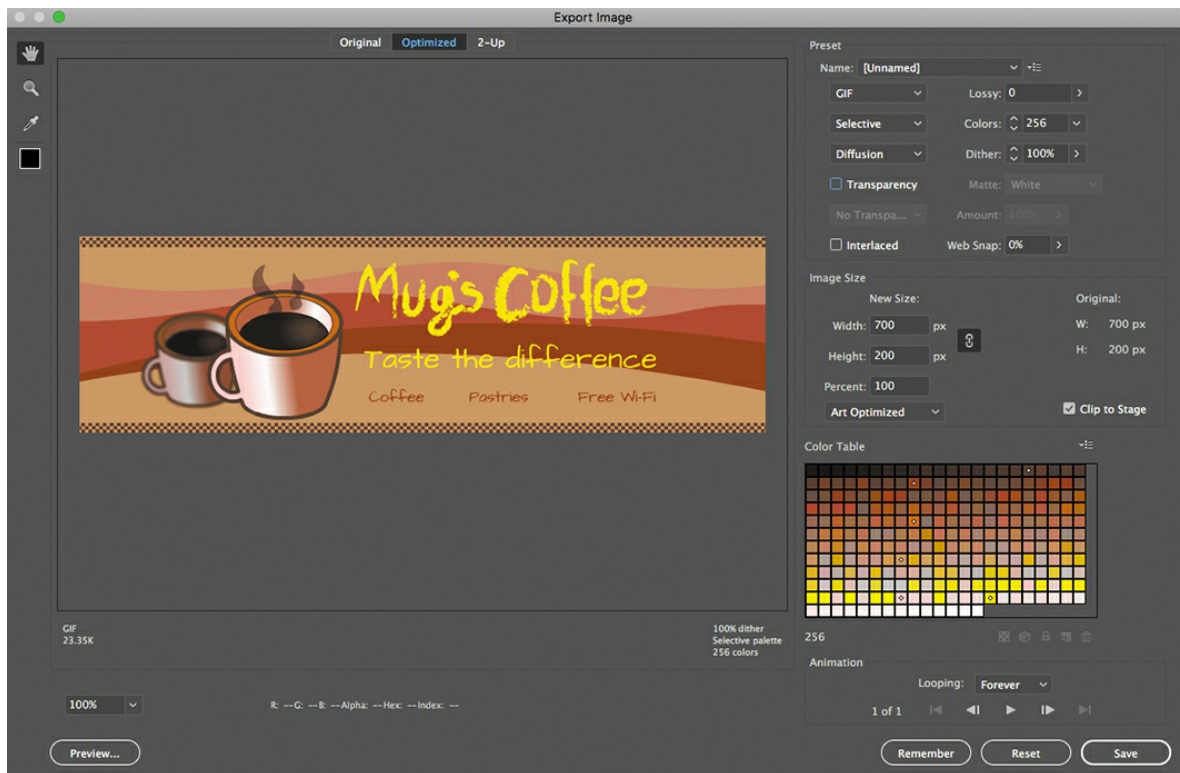 Export Image
Original Optimized 2-Up
Mug's Coffee
Taste the difference
Coffee Pastries Free Wi-Fi
GIF
23.35K
100% dither
Selective palette
256 colors
100%
R: -- G: -- B: -- Alpha: -- Hex: -- Index: --
Preview...
Preset
Name: [Unnamed]
GIF Lossy: 0
Selective Colors: 256
Diffusion Dither: 100%
Transparency Matte: White
No Transpa... Amount: 100%
Interlaced Web Snap: 0%
Image Size
New Size: Original:
Width: 700 px W: 700 px
Height: 200 px H: 200 px
Percent: 100
Art Optimized Clip to Stage
Color Table
256
Animation
Looping: Forever
1 of 1
Remember Reset Save